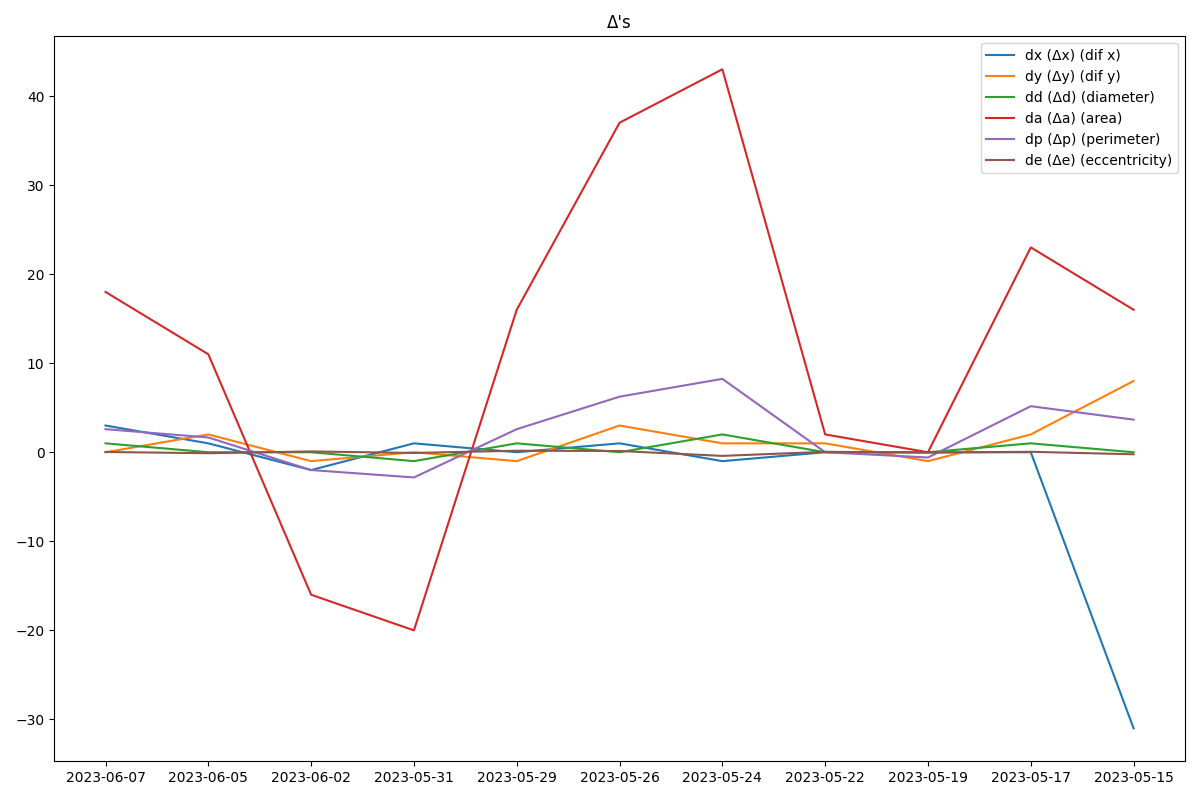 Δ's
dx (Δx) (dif x)
dy (Δy) (dif y)
dd (Δd) (diameter)
da (Δa) (area)
dp (Δp) (perimeter)
de (Δe) (eccentricity)
40
30
20
10
0
−10
−20
−30
2023-06-07 2023-06-05 2023-06-02 2023-05-31 2023-05-29 2023-05-26 2023-05-24 2023-05-22 2023-05-19 2023-05-17 2023-05-15